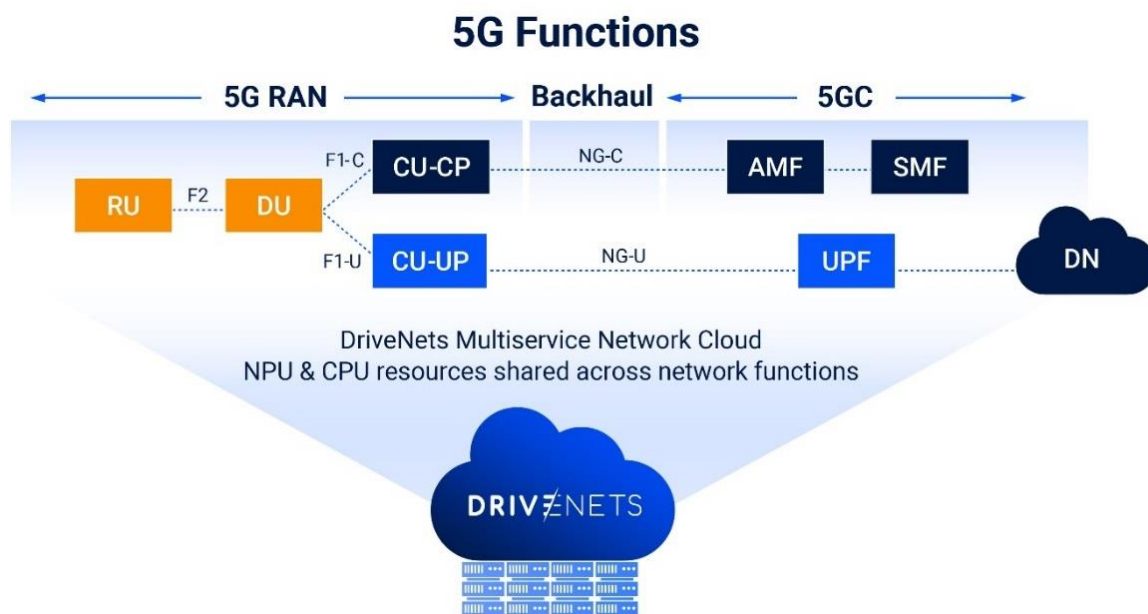 5G Functions
5G RAN
Backhaul
5GC
F1-C
CU-CP
NG-C
AMF
SMF
RU
F2
DU
F1-U
CU-UP
NG-U
UPF
DN
DriveNets Multiservice Network Cloud
NPU & CPU resources shared across network functions
DRIVENETS